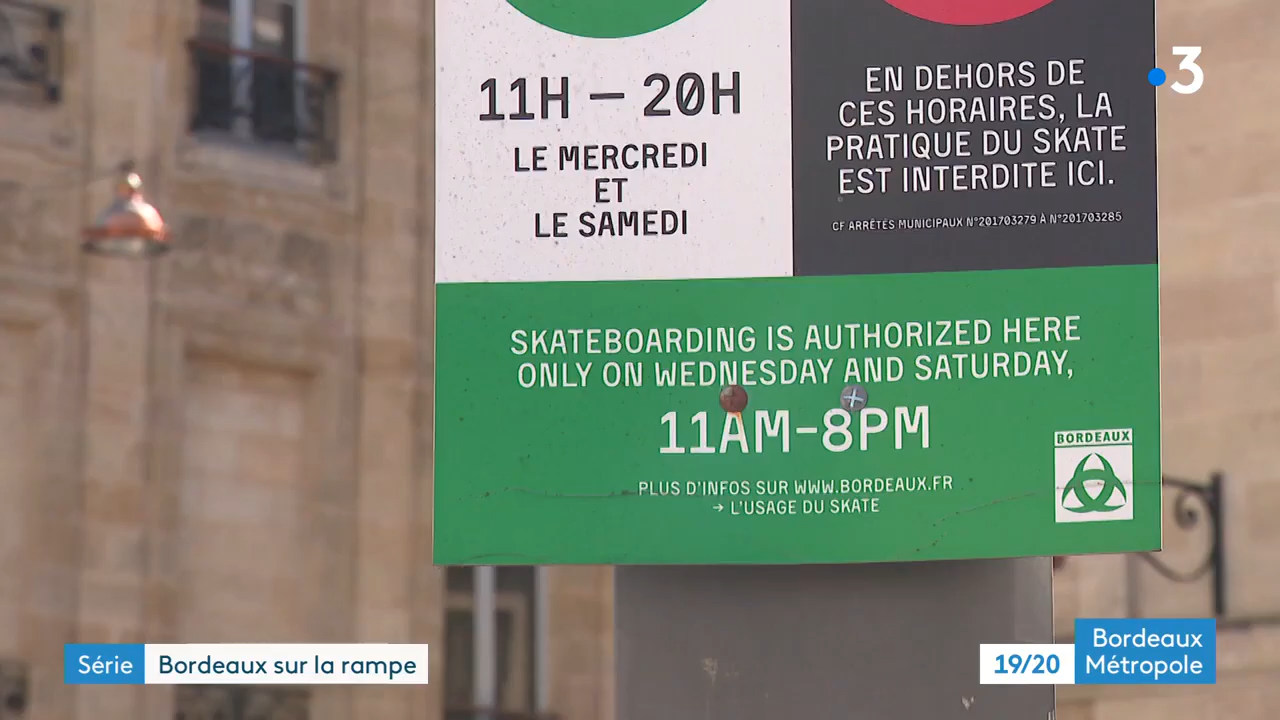 11H — 20H
LE MERCREDI
ET
LE SAMEDI
EN DEHORS DE
CES HORAIRES, LA
PRATIQUE DU SKATE
EST INTERDITE ICI.
CF ARRÊTÉS MUNICIPAUX N°201703279 À N°201703285
3
SKATEBOARDING IS AUTHORIZED HERE
ONLY ON WEDNESDAY AND SATURDAY,
11AM-8PM
PLUS D'INFOS SUR WWW.BORDEAUX.FR
→ L'USAGE DU SKATE
BORDEAUX
Série Bordeaux sur la rampe
19/20 Bordeaux
Métropole